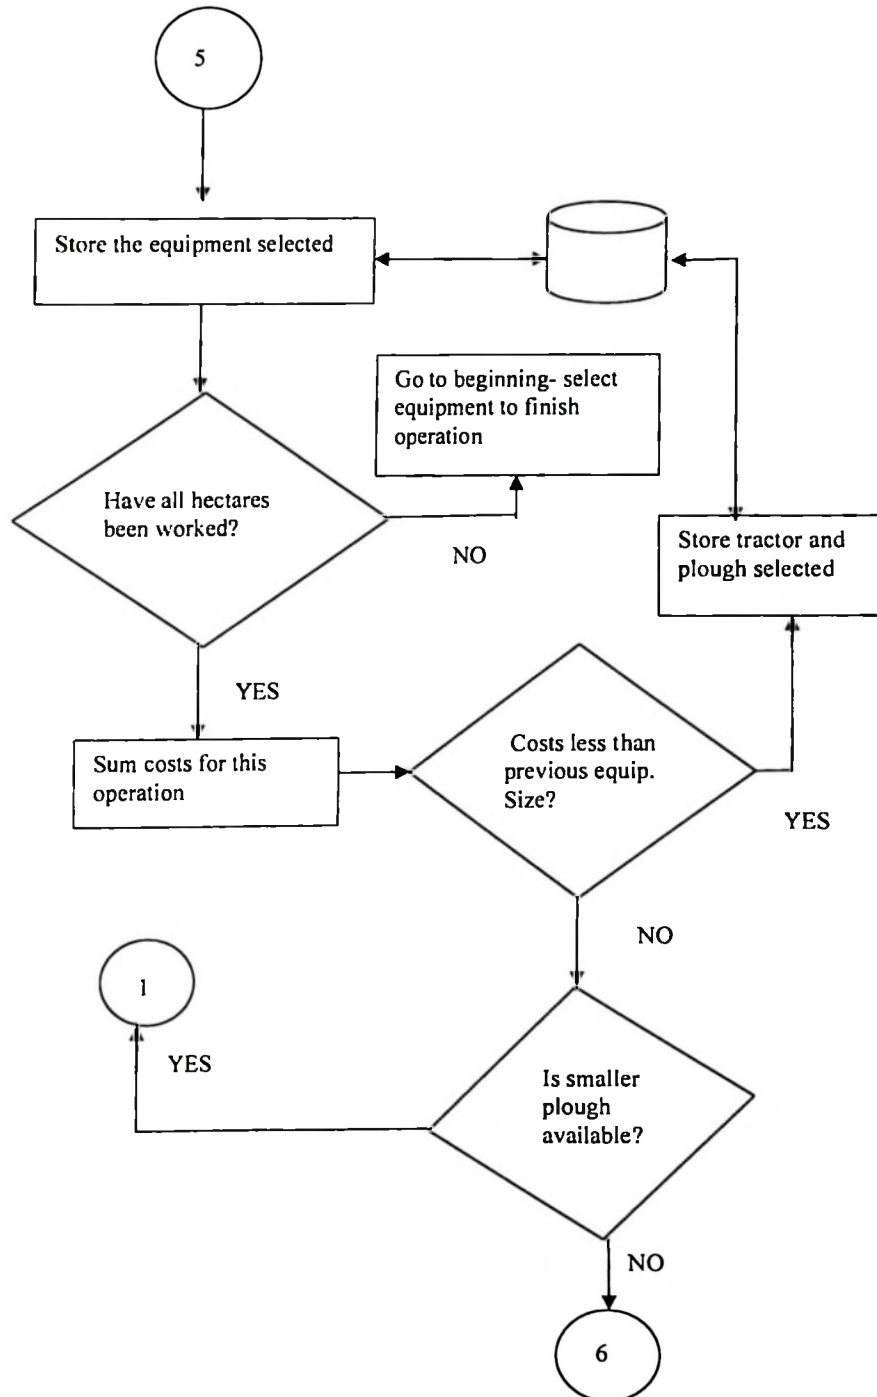 5
Store the equipment selected
Go to beginning- select
equipment to finish
operation
Have all hectares
been worked?
NO
Store tractor and
plough selected
YES
Sum costs for this
operation
Costs less than
previous equip.
Size?
YES
NO
1
YES
Is smaller
plough
available?
NO
6